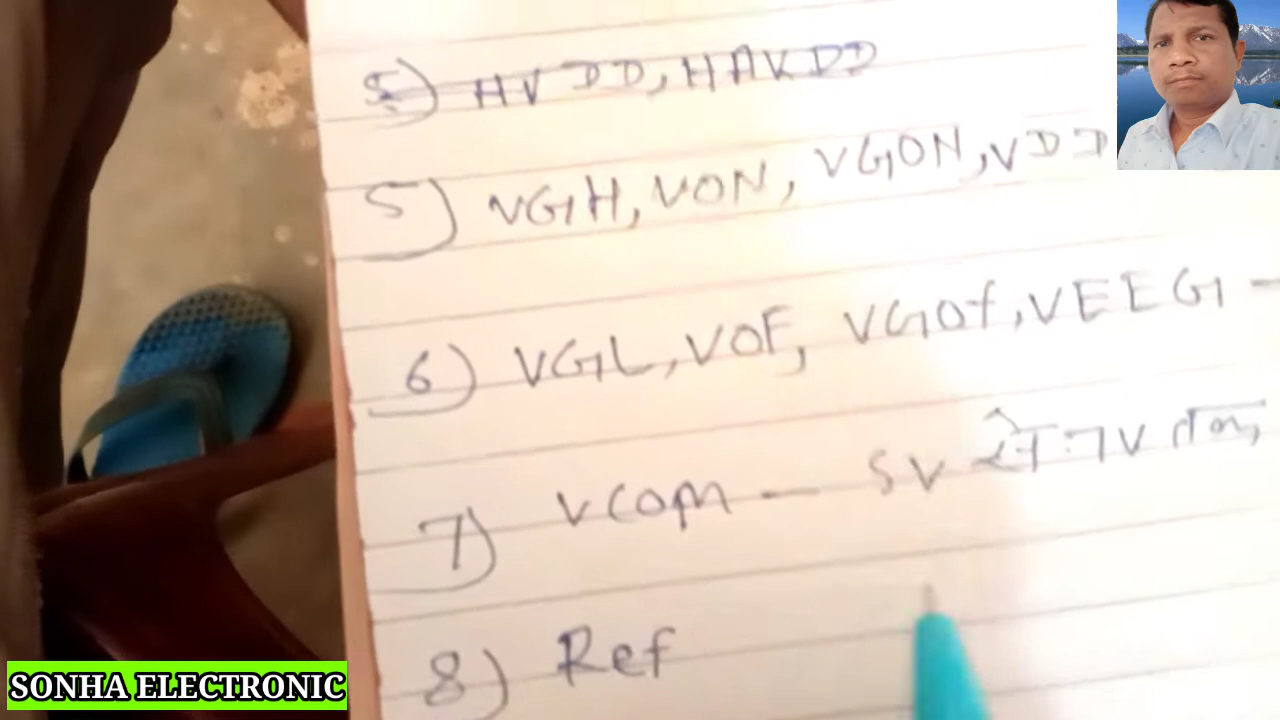 5) HVDD, HAVDD
5) VGH, VON, VGON, VDD
6) VGL, VOF, VGOf, VEEG -
7) VCOM - 5V से 7V तक,
8) Ref
SONHA ELECTRONIC